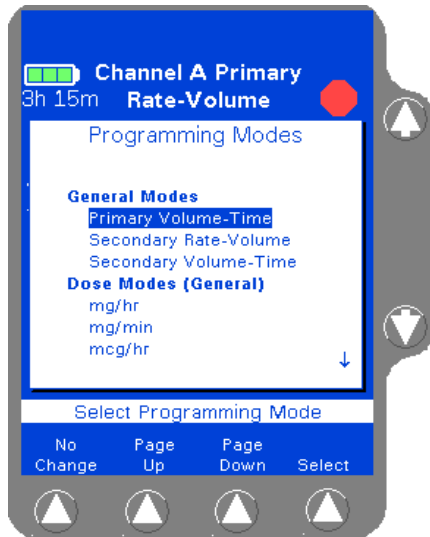 Channel A Primary
3h 15m Rate-Volume
Programming Modes
General Modes
Primary Volume-Time
Secondary Rate-Volume
Secondary Volume-Time
Dose Modes (General)
mg/hr
mg/min
mcg/hr
↓
Select Programming Mode
No Change
Page Up
Page Down
Select